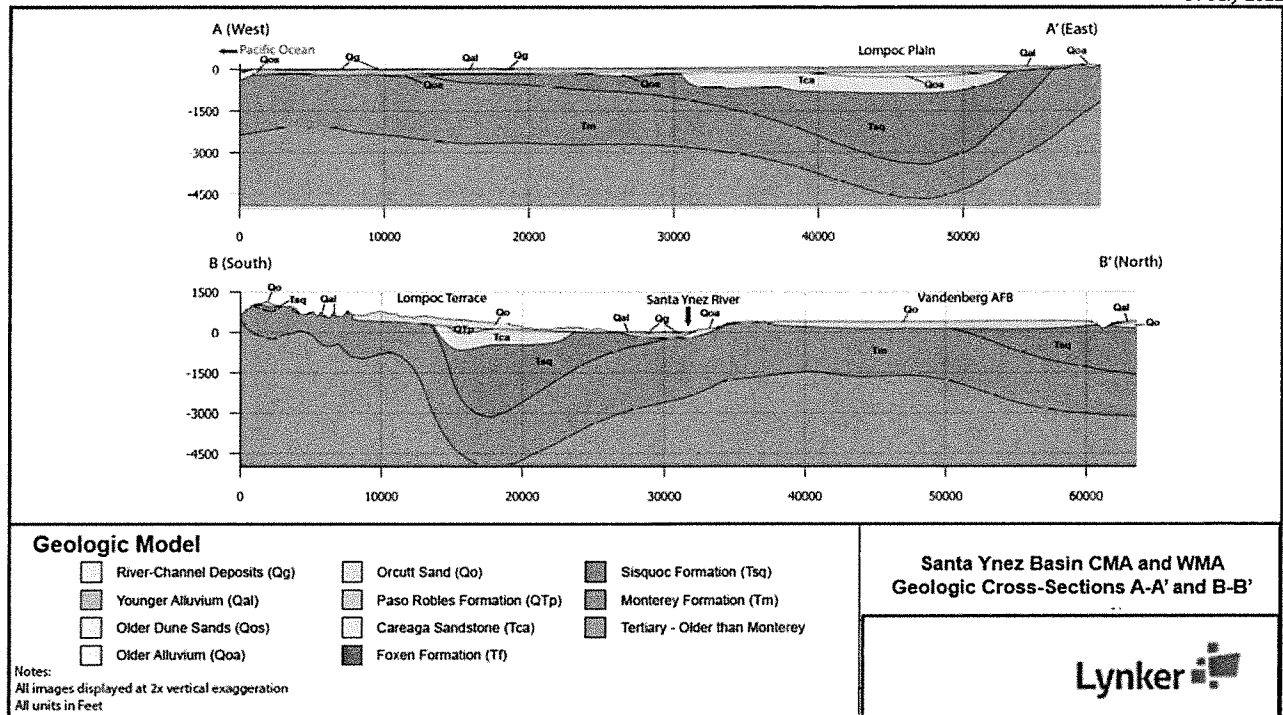 A (West)
A' (East)
Pacific Ocean
Lompoc Plain
Qos
Qg
Qal
Qg
Qal
Qoa
0
Qoa
Qoa
Tca
Qoa
-1500
Tm
Tsq
-3000
-4500
0
10000
20000
30000
40000
50000
B (South)
B' (North)
1500
Qo
Tsq
Qal
Lompoc Terrace
Santa Ynez River
Vandenberg AFB
Qo
Qal
Qg
Qoa
Qo
Qal
Qo
0
QTp
Tca
Tsq
Tm
Tsq
-1500
-3000
-4500
0
10000
20000
30000
40000
50000
60000
Geologic Model
River-Channel Deposits (Qg)
Younger Alluvium (Qal)
Older Dune Sands (Qos)
Older Alluvium (Qoa)
Orcutt Sand (Qo)
Paso Robles Formation (QTp)
Careaga Sandstone (Tca)
Foxen Formation (Tf)
Sisquoc Formation (Tsq)
Monterey Formation (Tm)
Tertiary - Older than Monterey
Notes:
All images displayed at 2x vertical exaggeration
All units in Feet
Santa Ynez Basin CMA and WMA
Geologic Cross-Sections A-A' and B-B'
Lynker